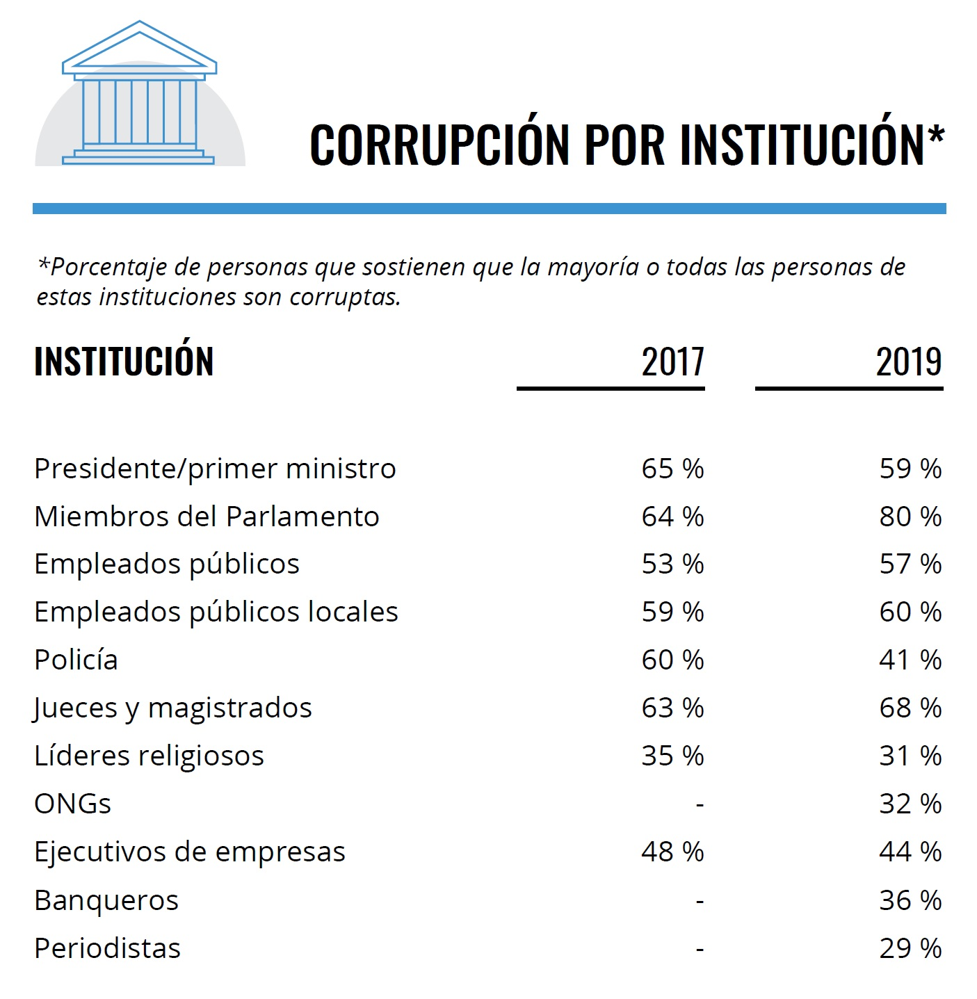 CORRUPCIÓN POR INSTITUCIÓN*
*Porcentaje de personas que sostienen que la mayoría o todas las personas de
estas instituciones son corruptas.
INSTITUCIÓN 2017 2019
Presidente/primer ministro 65 % 59 %
Miembros del Parlamento 64 % 80 %
Empleados públicos 53 % 57 %
Empleados públicos locales 59 % 60 %
Policía 60 % 41 %
Jueces y magistrados 63 % 68 %
Líderes religiosos 35 % 31 %
ONGs - 32 %
Ejecutivos de empresas 48 % 44 %
Banqueros - 36 %
Periodistas - 29 %